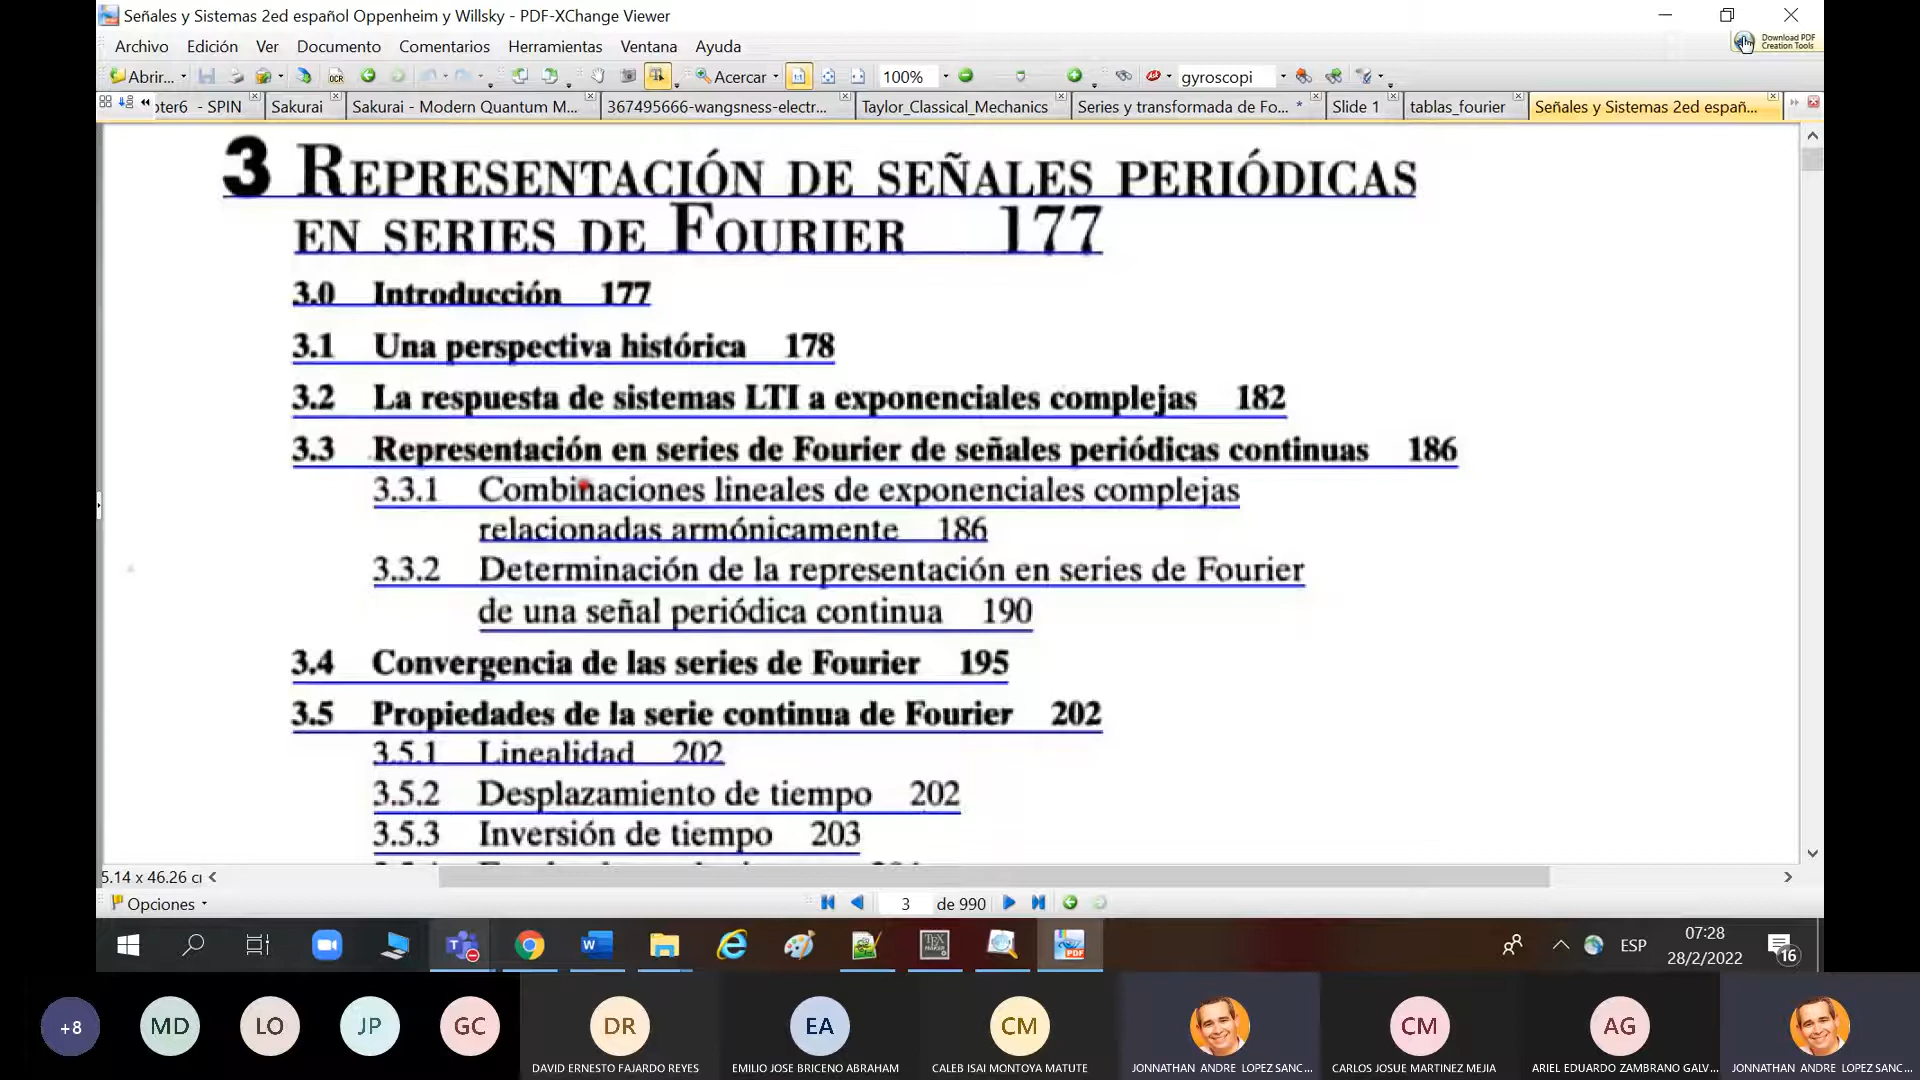 Señales y Sistemas 2ed español Oppenheim y Willsky - PDF-XChange Viewer
Archivo Edición Ver Documento Comentarios Herramientas Ventana Ayuda
Download PDF
Creation Tools
Abrir... OCR Acercar 100% gyroscopi
oter6 - SPIN Sakurai Sakurai - Modern Quantum M... 367495666-wangsness-electr... Taylor_Classical_Mechanics Series y transformada de Fo... * Slide 1 tablas_fourier Señales y Sistemas 2ed españ...
3 REPRESENTACIÓN DE SEÑALES PERIÓDICAS
EN SERIES DE FOURIER 177
3.0 Introducción 177
3.1 Una perspectiva histórica 178
3.2 La respuesta de sistemas LTI a exponenciales complejas 182
3.3 Representación en series de Fourier de señales periódicas continuas 186
3.3.1 Combinaciones lineales de exponenciales complejas
relacionadas armónicamente 186
3.3.2 Determinación de la representación en series de Fourier
de una señal periódica continua 190
3.4 Convergencia de las series de Fourier 195
3.5 Propiedades de la serie continua de Fourier 202
3.5.1 Linealidad 202
3.5.2 Desplazamiento de tiempo 202
3.5.3 Inversión de tiempo 203
5.14 x 46.26 c
Opciones 3 de 990
ESP 07:28
28/2/2022 16
+8 MD LO JP GC DR EA CM CM AG
DAVID ERNESTO FAJARDO REYES EMILIO JOSE BRICENO ABRAHAM CALEB ISAI MONTOYA MATUTE JONNATHAN ANDRE LOPEZ SANC... CARLOS JOSUE MARTINEZ MEJIA ARIEL EDUARDO ZAMBRANO GALV... JONNATHAN ANDRE LOPEZ SANC...